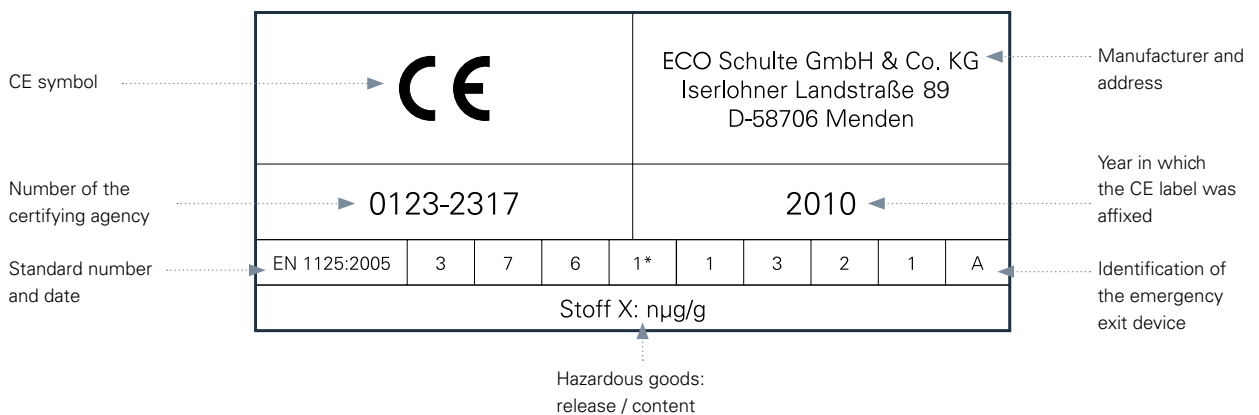 CE symbol
CE
ECO Schulte GmbH & Co. KG
Iserlohner Landstraße 89
D-58706 Menden
Manufacturer and
address
Number of the
certifying agency
0123-2317
2010
Year in which
the CE label was
affixed
Standard number
and date
EN 1125:2005 3 7 6 1* 1 3 2 1 A
Identification of
the emergency
exit device
Stoff X: nµg/g
Hazardous goods:
release / content